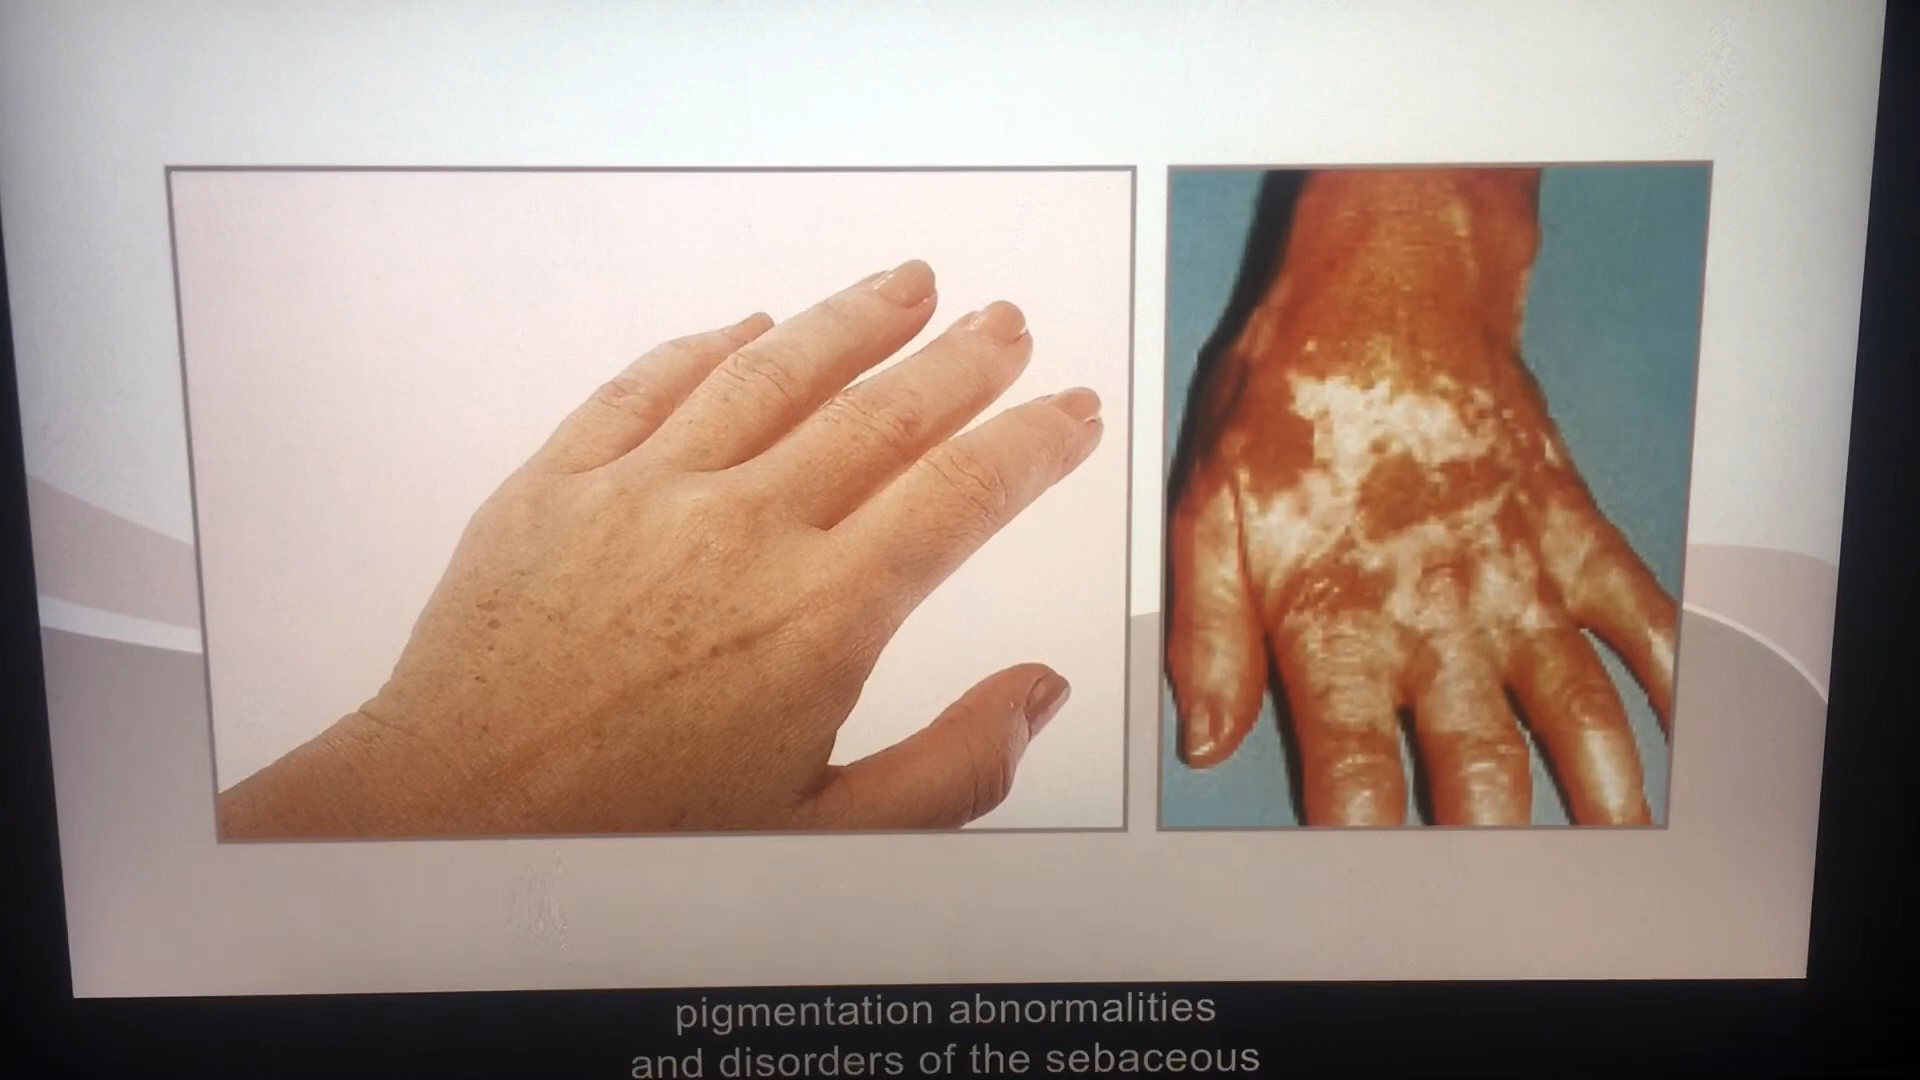 pigmentation abnormalities
and disorders of the sebaceous